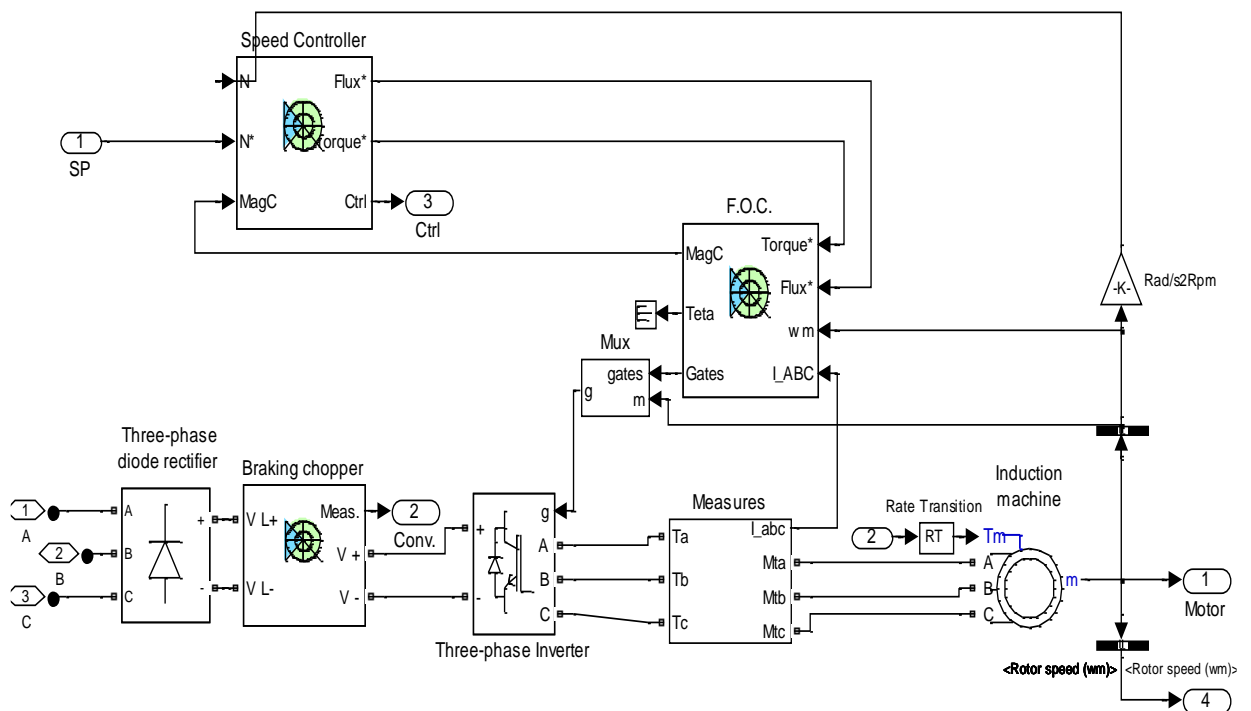 Speed Controller
N
Flux*
1
N*
Torque*
SP
MagC
Ctrl
3
Ctrl
F.O.C.
MagC
Torque*
Flux*
-K-
Rad/s2Rpm
Teta
wm
Mux
gates
Gates
I_ABC
g
m
Three-phase
diode rectifier
Braking chopper
Induction
machine
Measures
Rate Transition
1
A
A
+
V L+
Meas.
2
Conv.
g
I_abc
2
RT
Tm
2
B
B
V +
+
A
Ta
Mta
A
B
Tb
Mtb
B
m
1
Motor
3
C
C
-
V L-
V -
-
C
Tc
Mtc
C
Three-phase Inverter
<Rotor speed (wm)>
<Rotor speed (wm)>
4